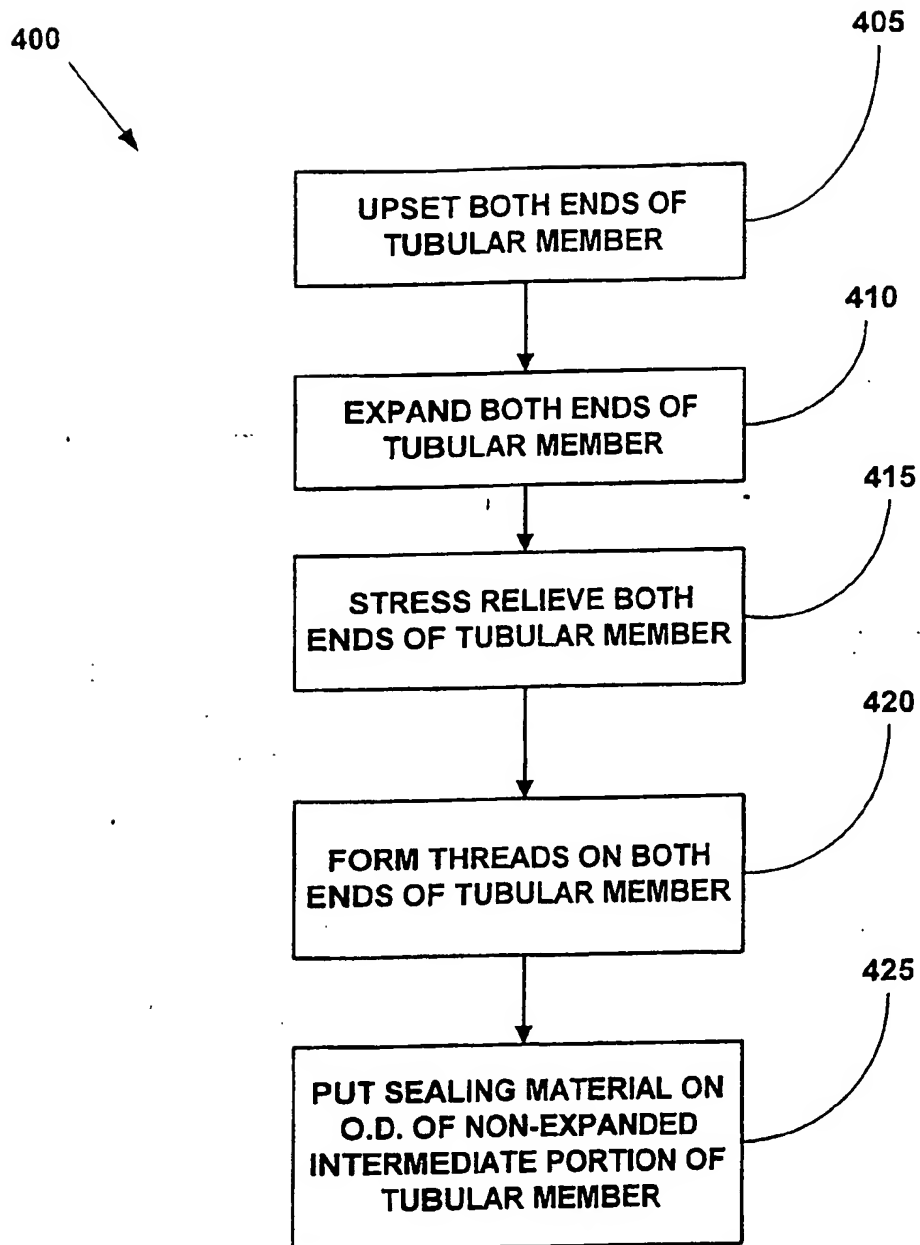 400
405
UPSET BOTH ENDS OF
TUBULAR MEMBER
410
EXPAND BOTH ENDS OF
TUBULAR MEMBER
415
STRESS RELIEVE BOTH
ENDS OF TUBULAR MEMBER
420
FORM THREADS ON BOTH
ENDS OF TUBULAR MEMBER
425
PUT SEALING MATERIAL ON
O.D. OF NON-EXPANDED
INTERMEDIATE PORTION OF
TUBULAR MEMBER